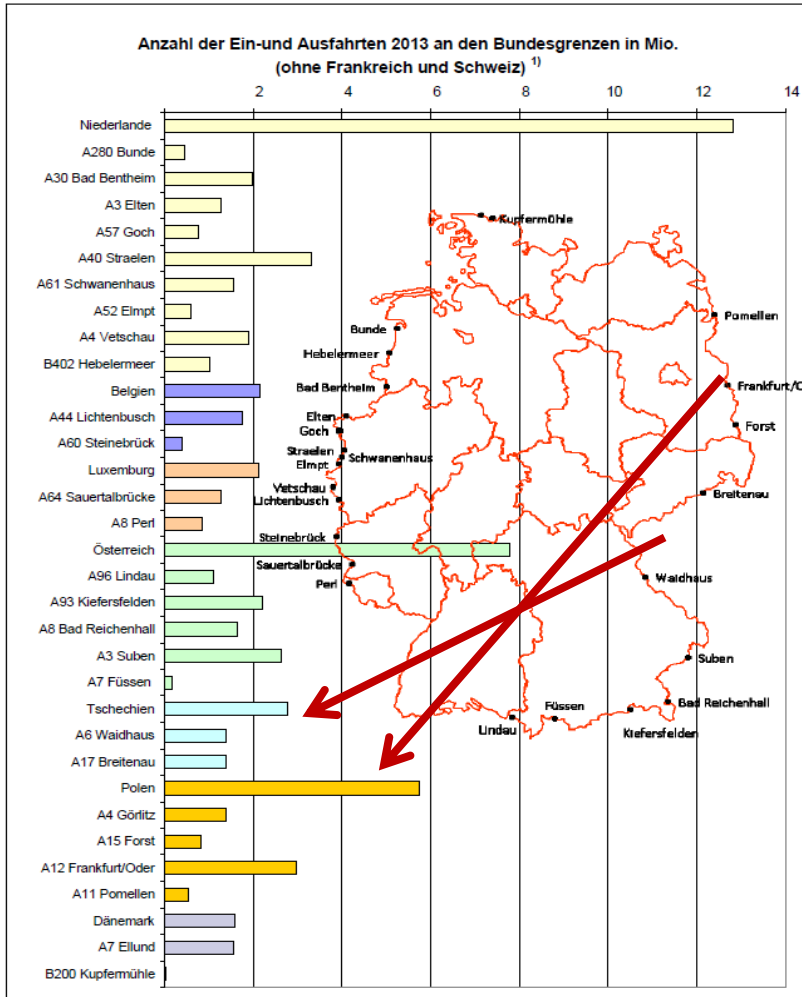 Anzahl der Ein-und Ausfahrten 2013 an den Bundesgrenzen in Mio.
(ohne Frankreich und Schweiz) 1)
2 4 6 8 10 12 14
Niederlande
A280 Bunde
A30 Bad Bentheim
A3 Elten
A57 Goch
A40 Straelen
A61 Schwanenhaus
A52 Elmpt
A4 Vetschau
B402 Hebelermeer
Belgien
A44 Lichtenbusch
A60 Steinebrück
Luxemburg
A64 Sauertalbrücke
A8 Perl
Österreich
A96 Lindau
A93 Kiefersfelden
A8 Bad Reichenhall
A3 Suben
A7 Füssen
Tschechien
A6 Waidhaus
A17 Breitenau
Polen
A4 Görlitz
A15 Forst
A12 Frankfurt/Oder
A11 Pomellen
Dänemark
A7 Ellund
B200 Kupfermühle
Kupfermühle
Pomellen
Bunde
Hebelermeer
Bad Bentheim
Frankfurt/O
Elten
Goch
Forst
Straelen
Schwanenhaus
Elmpt
Vetschau
Lichtenbusch
Breitenau
Steinebrück
Sauertalbrücke
Perl
Waidhaus
Suben
Bad Reichenhall
Füssen
Lindau
Kiefersfelden